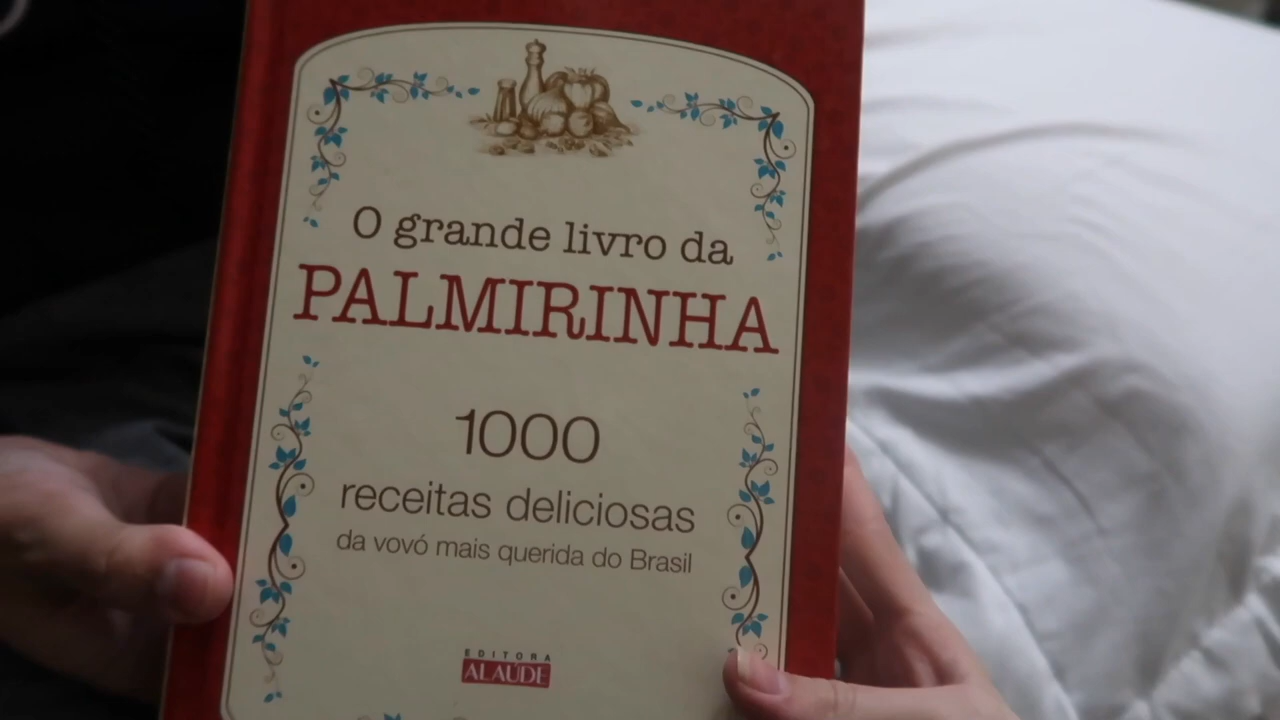 O grande livro da
PALMIRINHA
1000
receitas deliciosas
da vovó mais querida do Brasil
EDITORA
ALAÚDE